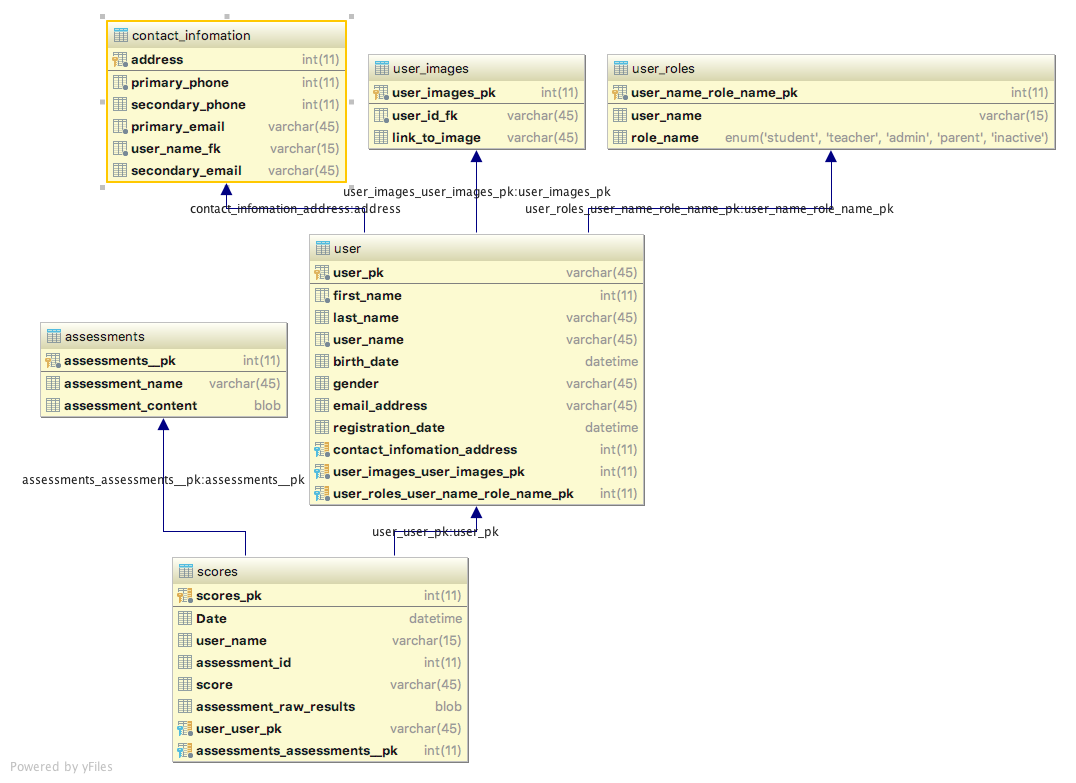 contact_infomation
address int(11)
primary_phone int(11)
secondary_phone int(11)
primary_email varchar(45)
user_name_fk varchar(15)
secondary_email varchar(45)
user_images
user_images_pk int(11)
user_id_fk varchar(45)
link_to_image varchar(45)
user_roles
user_name_role_name_pk int(11)
user_name varchar(15)
role_name enum('student', 'teacher', 'admin', 'parent', 'inactive')
user_images_user_images_pk:user_images_pk
contact_infomation_address:address
user_roles_user_name_role_name_pk:user_name_role_name_pk
user
user_pk varchar(45)
first_name int(11)
last_name varchar(45)
user_name varchar(45)
birth_date datetime
gender varchar(45)
email_address varchar(45)
registration_date datetime
contact_infomation_address int(11)
user_images_user_images_pk int(11)
user_roles_user_name_role_name_pk int(11)
assessments
assessments__pk int(11)
assessment_name varchar(45)
assessment_content blob
assessments_assessments__pk:assessments__pk
user_user_pk:user_pk
scores
scores_pk int(11)
Date datetime
user_name varchar(15)
assessment_id int(11)
score varchar(45)
assessment_raw_results blob
user_user_pk varchar(45)
assessments_assessments__pk int(11)
Powered by yFiles